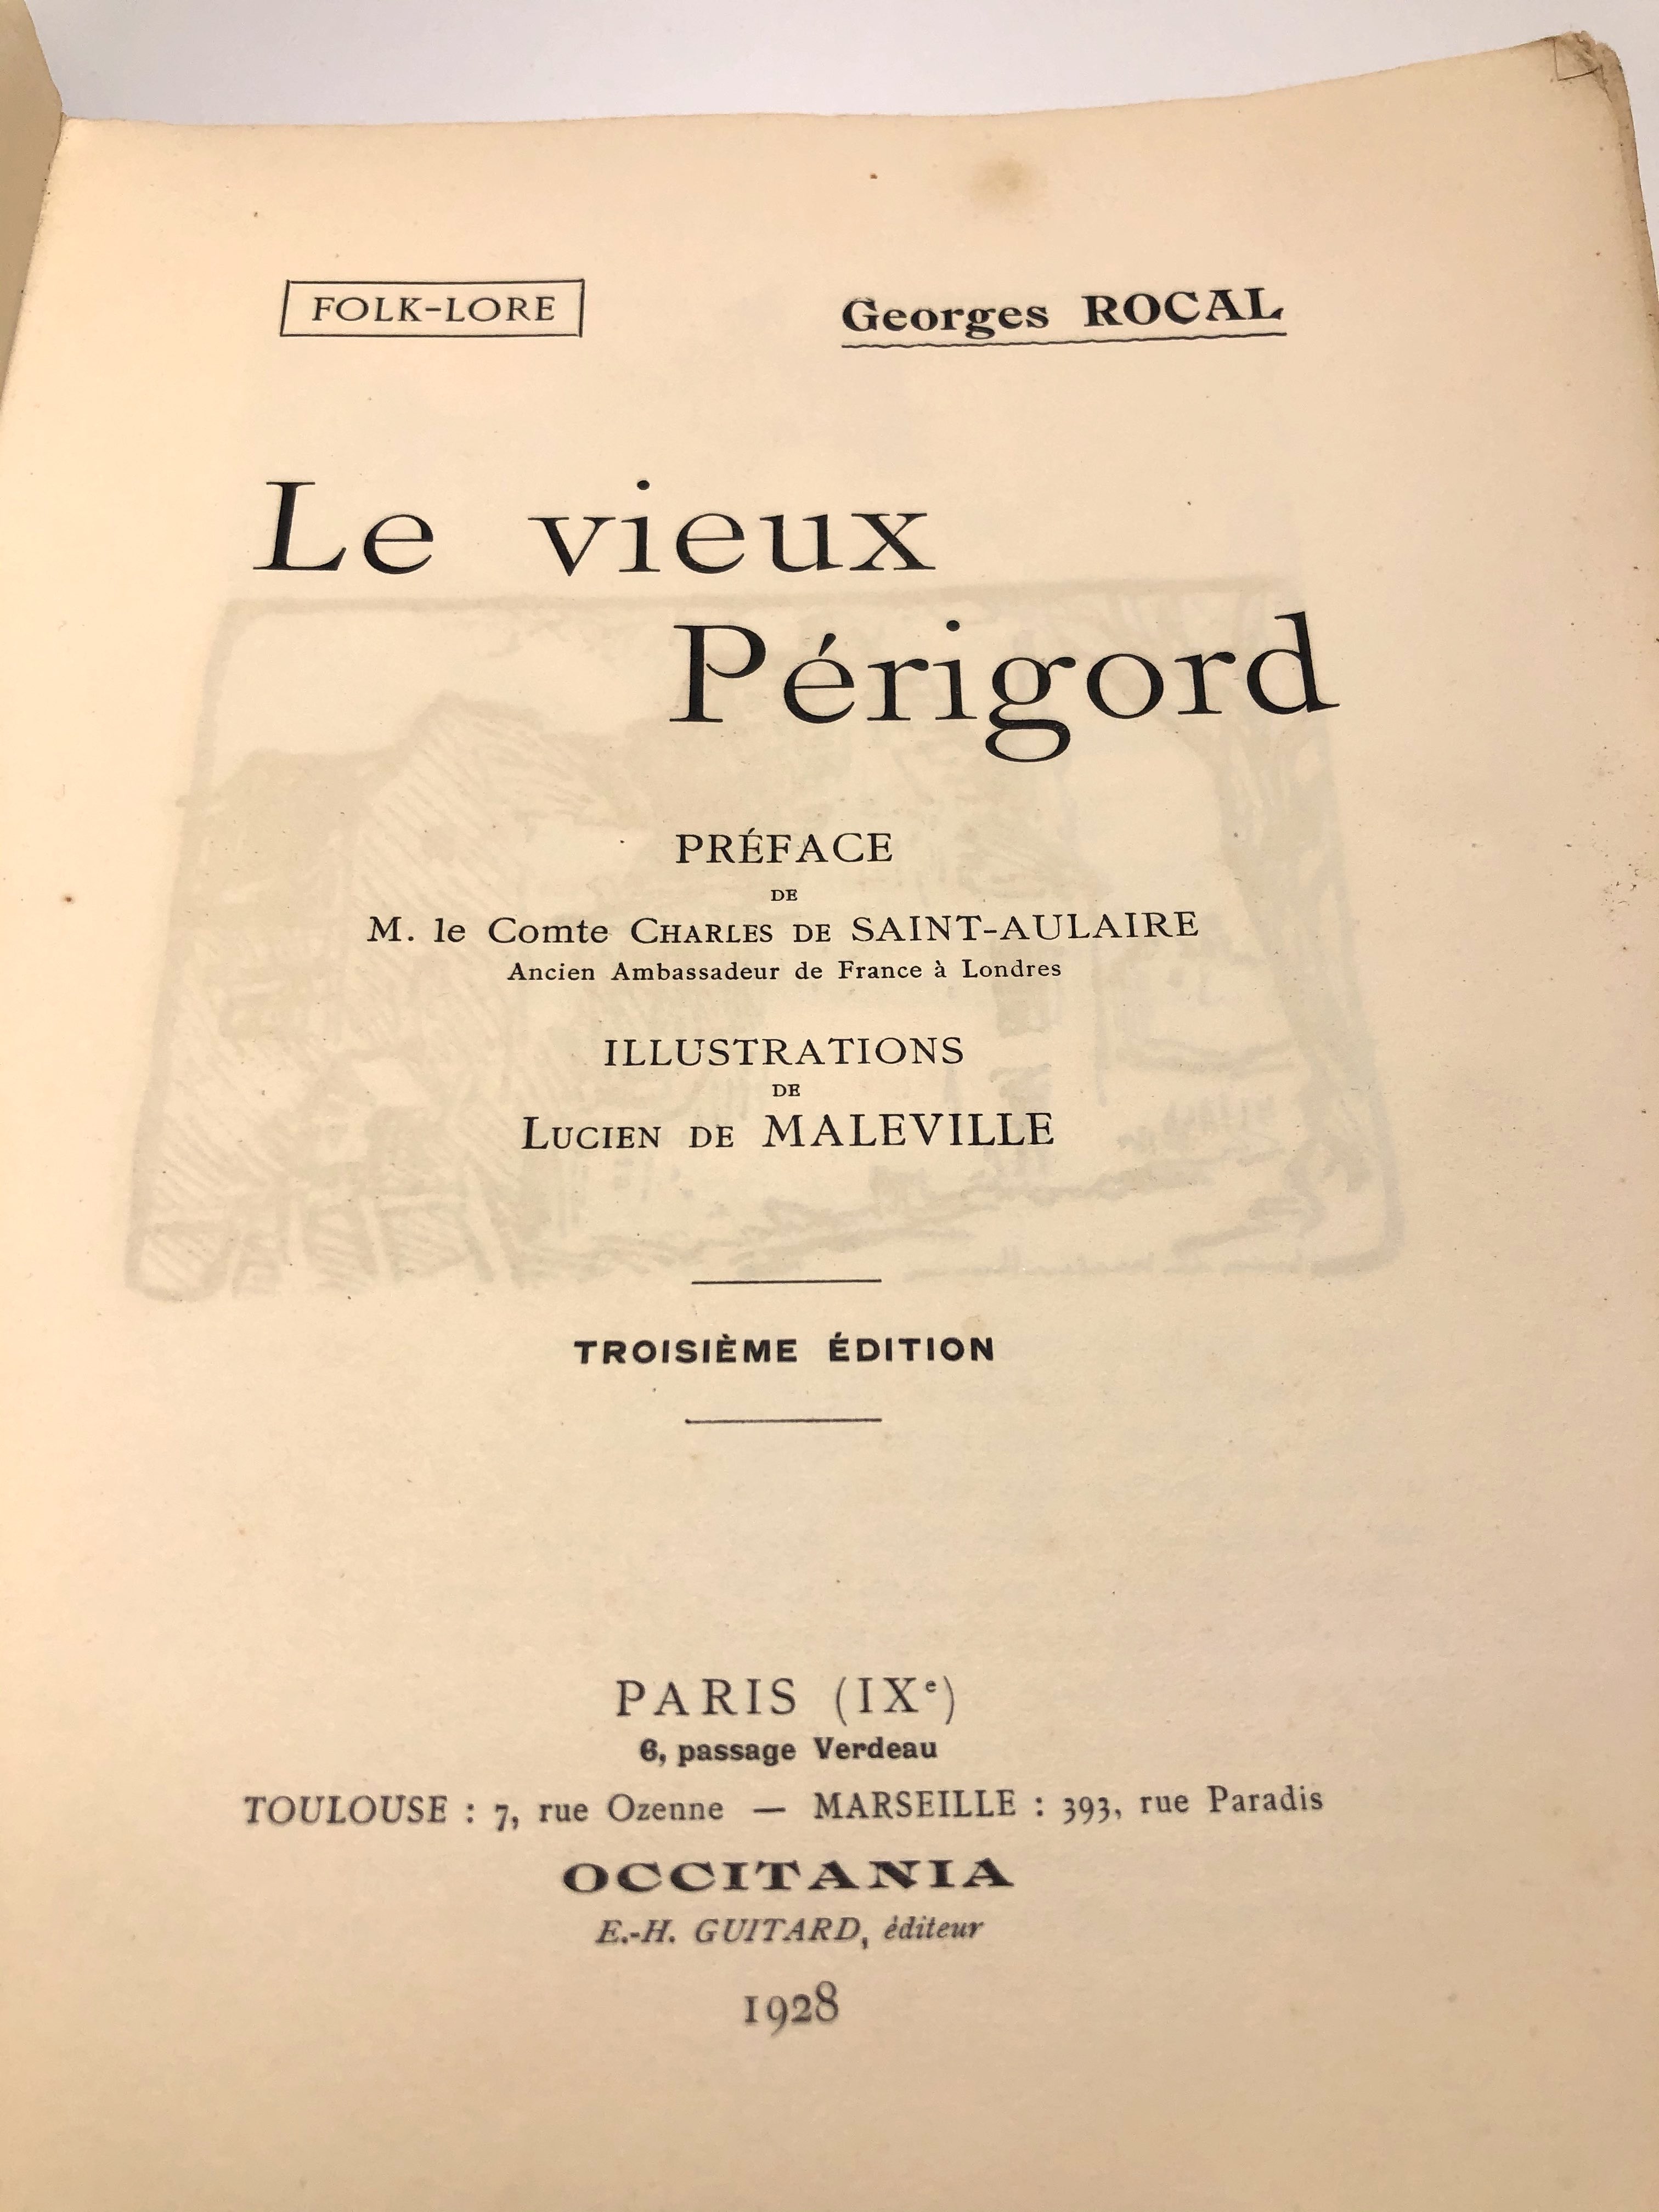 FOLK-LORE
Georges ROCAL
Le vieux
Périgord
PRÉFACE
DE
M. le Comte CHARLES DE SAINT-AULAIRE
Ancien Ambassadeur de France à Londres
ILLUSTRATIONS
DE
LUCIEN DE MALEVILLE
TROISIÈME ÉDITION
PARIS (IXe)
6, passage Verdeau
TOULOUSE : 7, rue Ozenne — MARSEILLE : 393, rue Paradis
OCCITANIA
E.-H. GUITARD, éditeur
1928